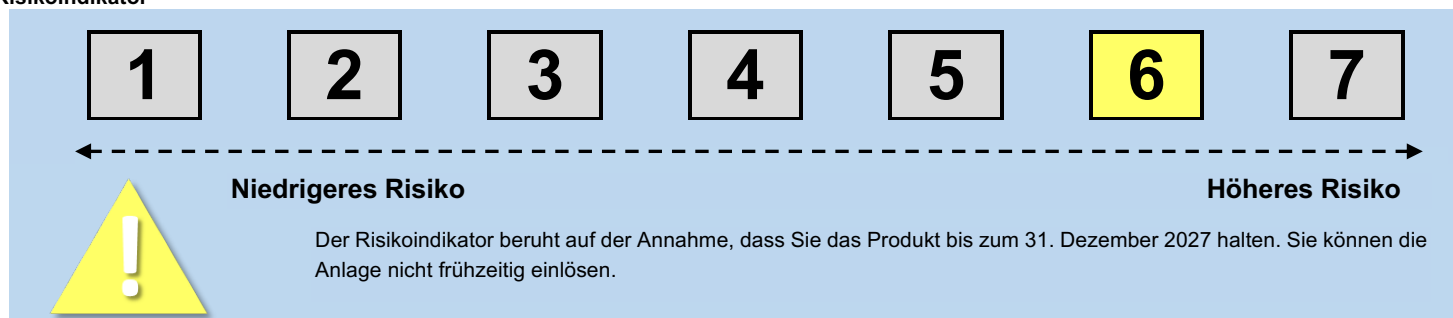 Risikoindikator
1 2 3 4 5 6 7
Niedrigeres Risiko Höheres Risiko
!
Der Risikoindikator beruht auf der Annahme, dass Sie das Produkt bis zum 31. Dezember 2027 halten. Sie können die
Anlage nicht frühzeitig einlösen.